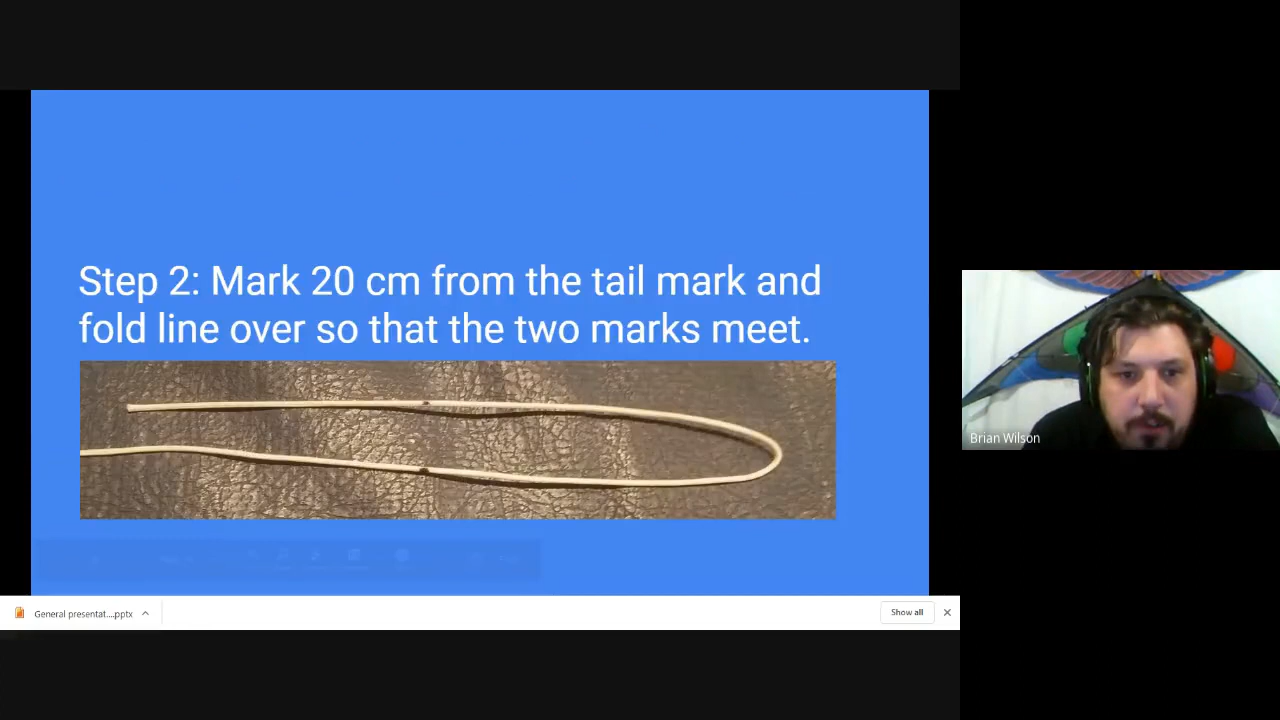 Step 2: Mark 20 cm from the tail mark and
fold line over so that the two marks meet.
Brian Wilson
General presentat....pptx
Show all